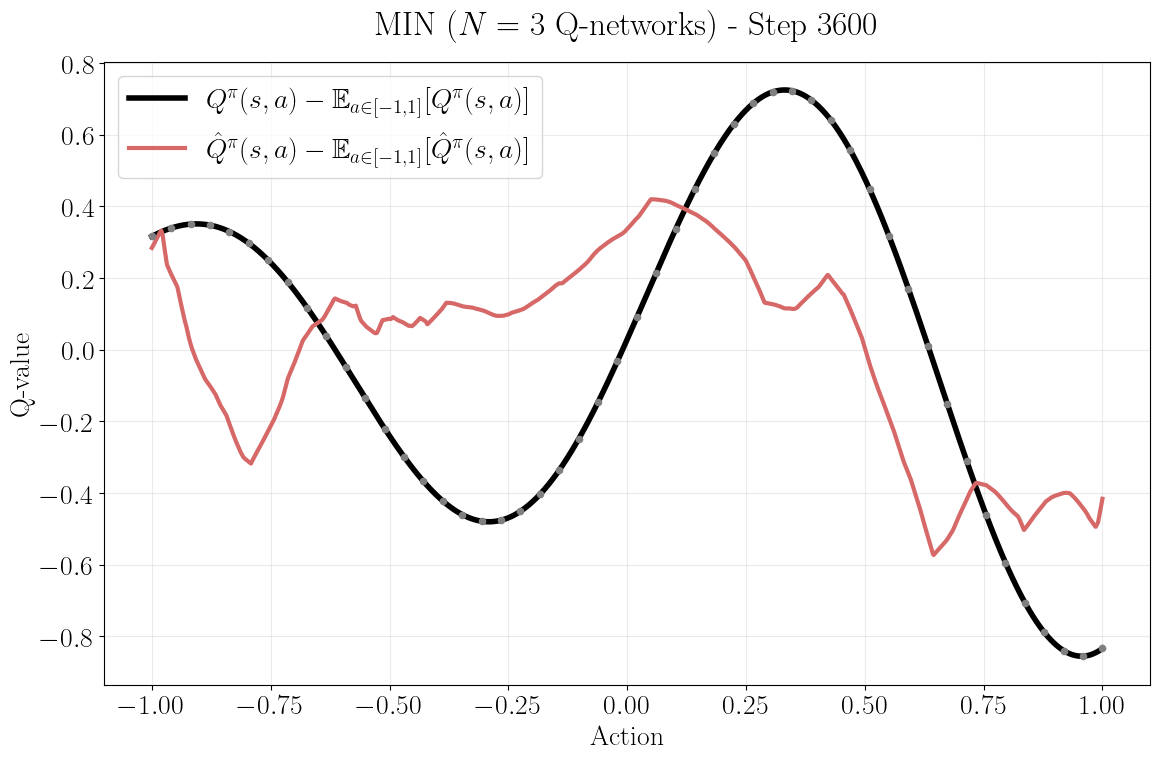 MIN (N = 3 Q-networks) - Step 3600
Q^π(s, a) − 𝔼_{a∈[−1,1]}[Q^π(s, a)]
Q̂^π(s, a) − 𝔼_{a∈[−1,1]}[Q̂^π(s, a)]
0.8
0.6
0.4
0.2
0.0
−0.2
−0.4
−0.6
−0.8
Q-value
−1.00 −0.75 −0.50 −0.25 0.00 0.25 0.50 0.75 1.00
Action